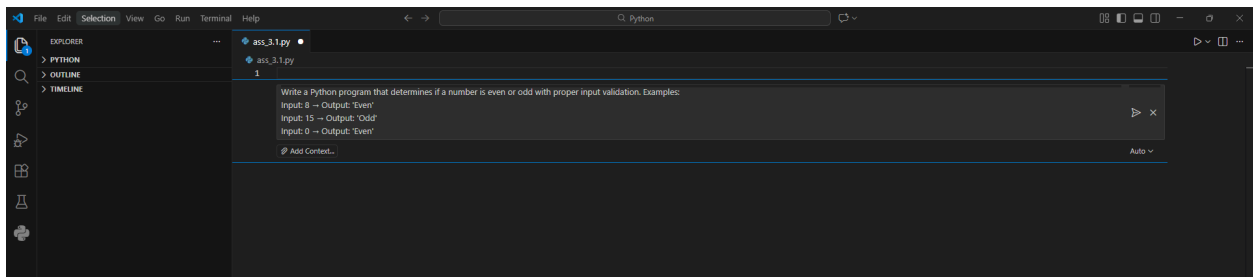 File Edit Selection View Go Run Terminal Help
Python
EXPLORER
ass_3.1.py
1
PYTHON
ass_3.1.py
OUTLINE
1
TIMELINE
Write a Python program that determines if a number is even or odd with proper input validation. Examples:
Input: 8 → Output: 'Even'
Input: 15 → Output: 'Odd'
Input: 0 → Output: 'Even'
Add Context...
Auto